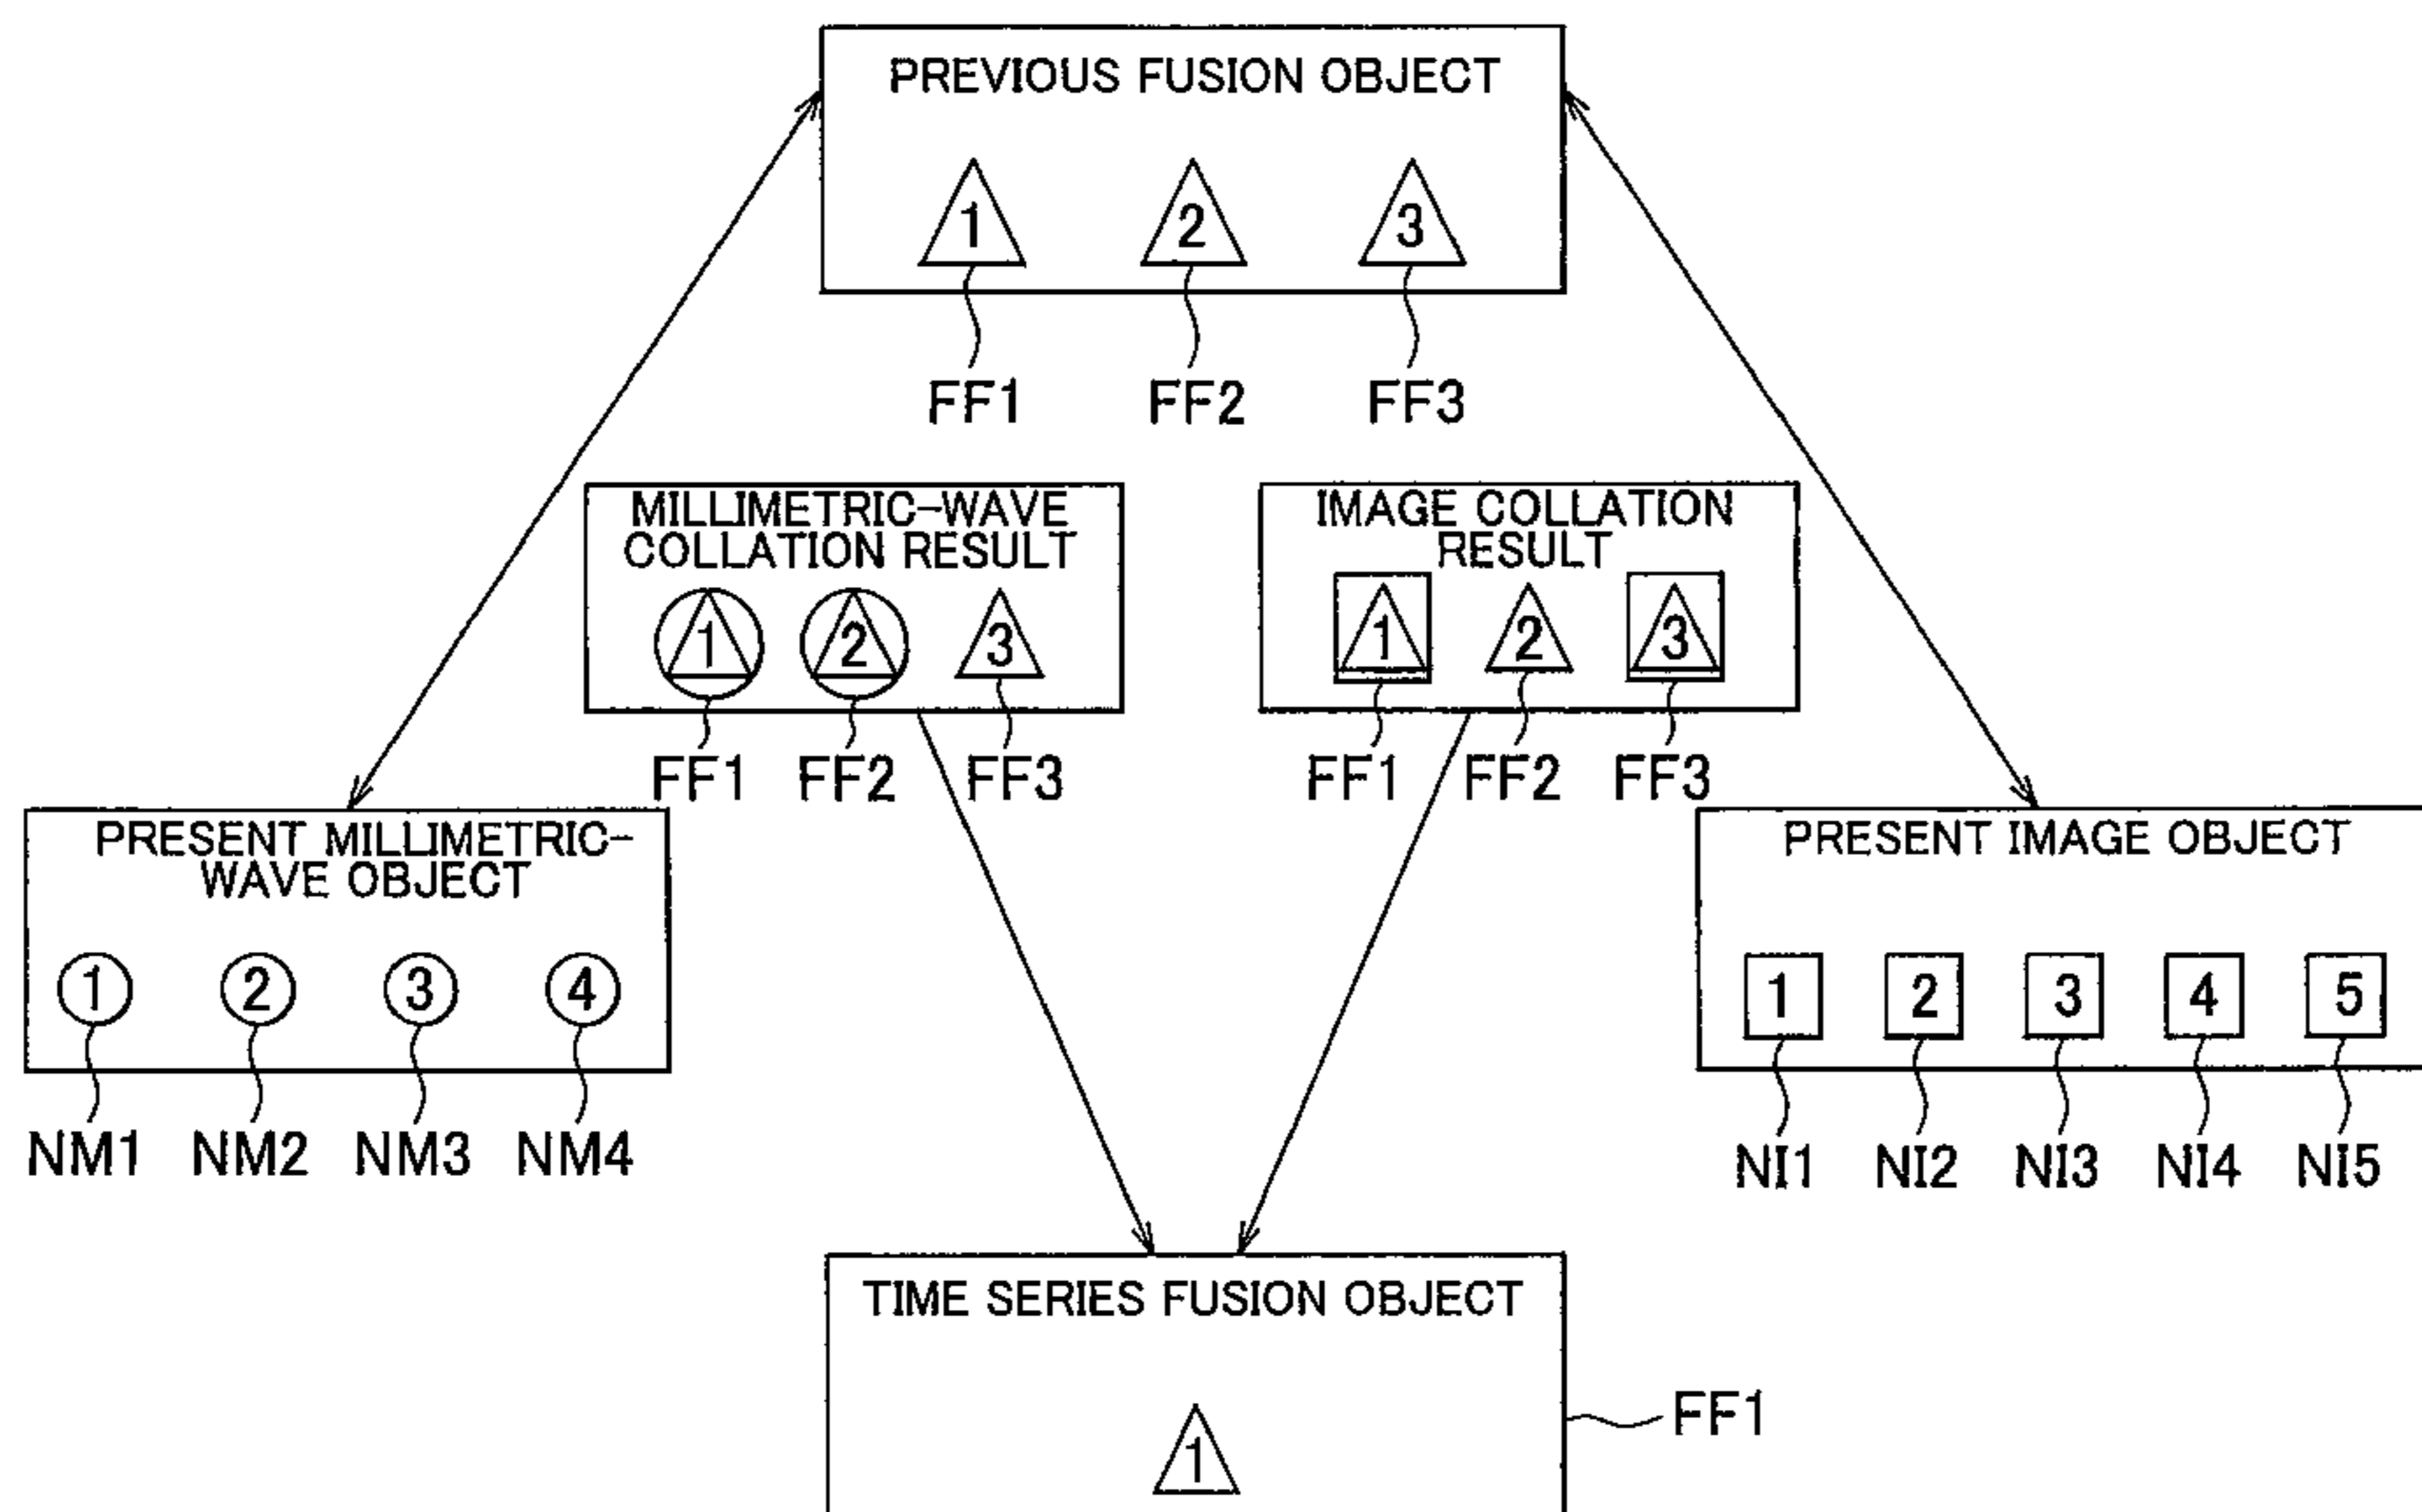 PREVIOUS FUSION OBJECT
1 2 3
FF1 FF2 FF3
MILLIMETRIC-WAVE
COLLATION RESULT
1 2 3
FF1 FF2 FF3
IMAGE COLLATION
RESULT
1 2 3
FF1 FF2 FF3
PRESENT MILLIMETRIC-
WAVE OBJECT
1 2 3 4
NM1 NM2 NM3 NM4
PRESENT IMAGE OBJECT
1 2 3 4 5
NI1 NI2 NI3 NI4 NI5
TIME SERIES FUSION OBJECT
1
FF1